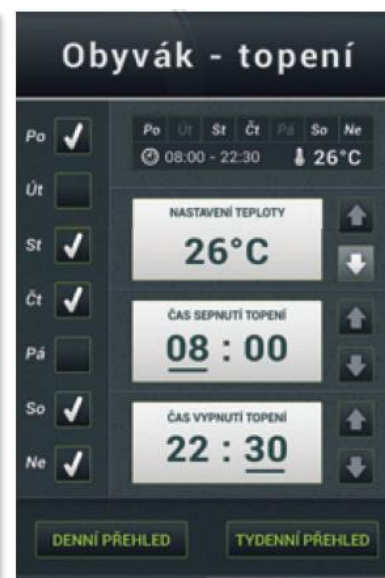 Obyvák - topení
Po
Út
St
Čt
Pá
So
Ne
Po Út St Čt Pá So Ne
08:00 - 22:30 26°C
NASTAVENÍ TEPLOTY
26°C
ČAS SEPNUTÍ TOPENÍ
08 : 00
ČAS VYPNUTÍ TOPENÍ
22 : 30
DENNÍ PŘEHLED
TYDENNÍ PŘEHLED